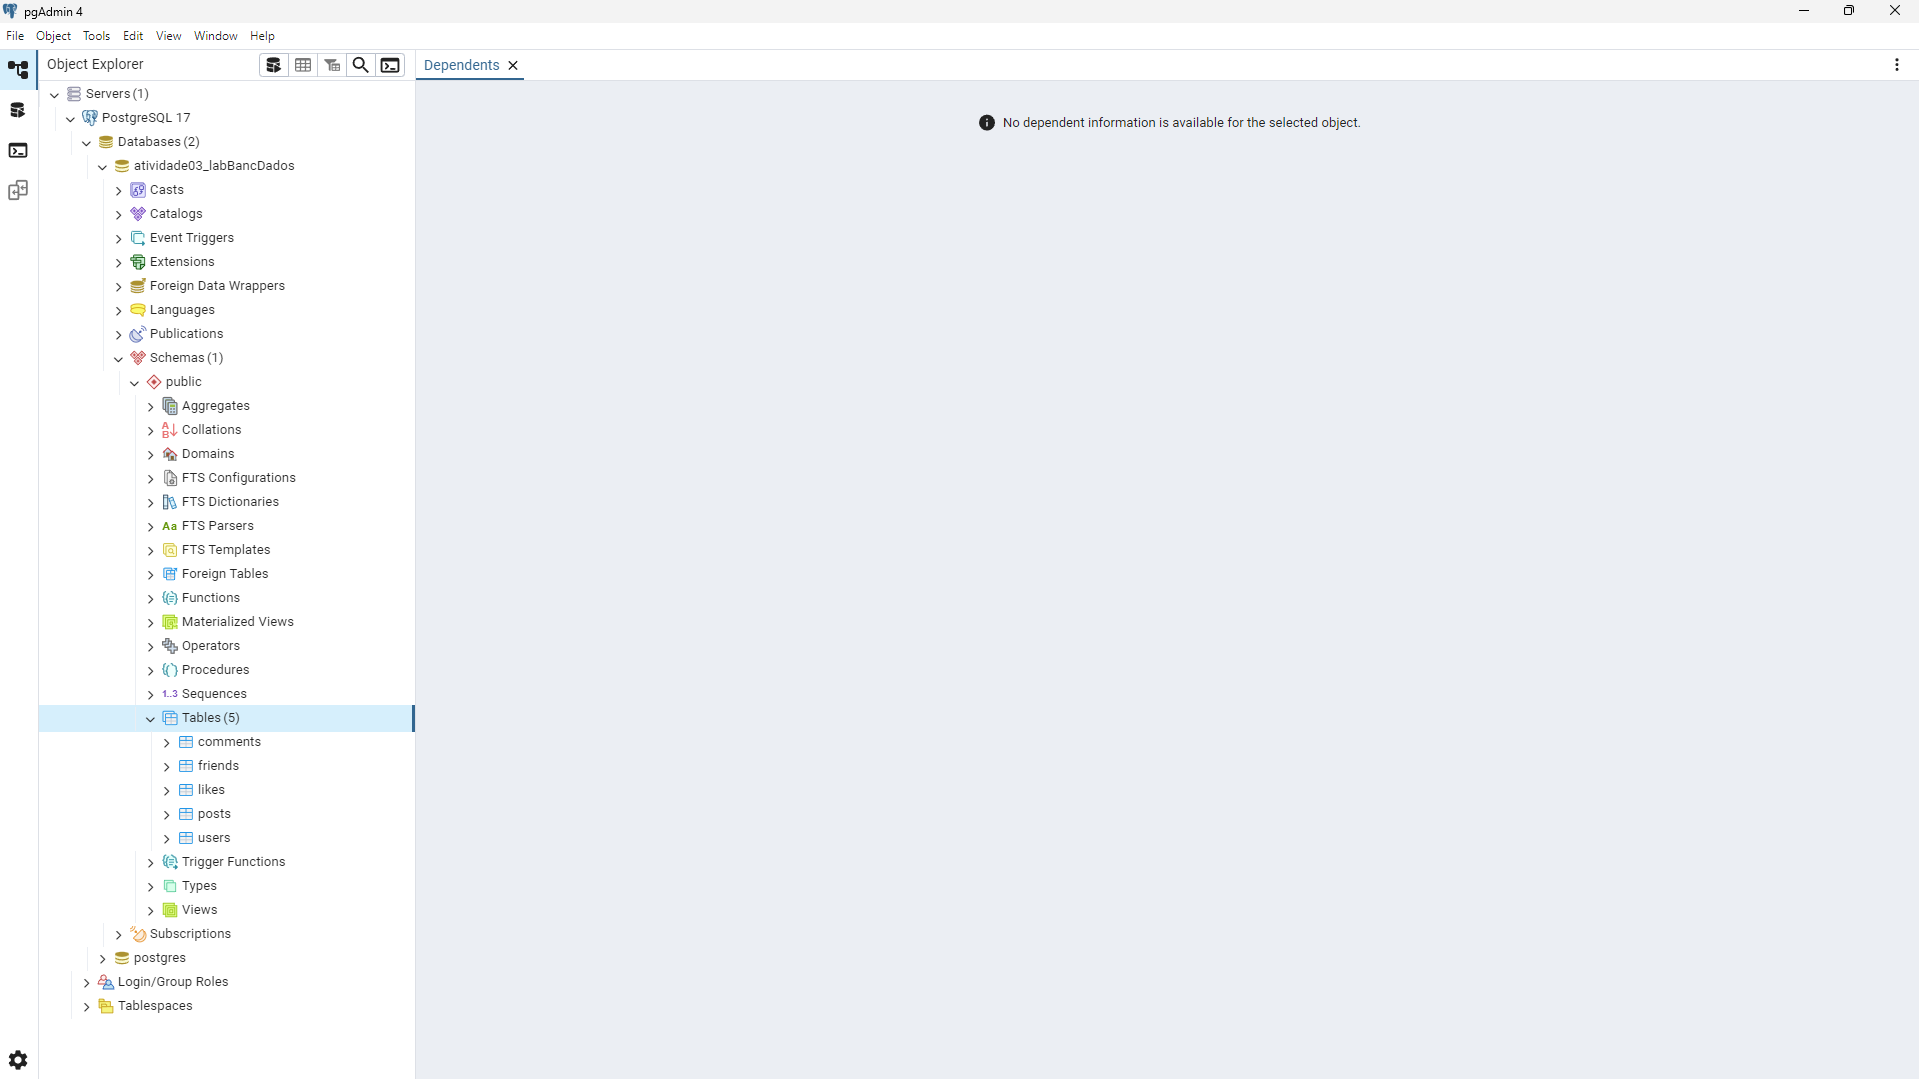 pgAdmin 4
File Object Tools Edit View Window Help
Object Explorer
Dependents
Servers (1)
No dependent information is available for the selected object.
PostgreSQL 17
Databases (2)
atividade03_labBancDados
Casts
Catalogs
Event Triggers
Extensions
Foreign Data Wrappers
Languages
Publications
Schemas (1)
public
Aggregates
Collations
Domains
FTS Configurations
FTS Dictionaries
Aa FTS Parsers
FTS Templates
Foreign Tables
Functions
Materialized Views
Operators
Procedures
1..3 Sequences
Tables (5)
comments
friends
likes
posts
users
Trigger Functions
Types
Views
Subscriptions
postgres
Login/Group Roles
Tablespaces